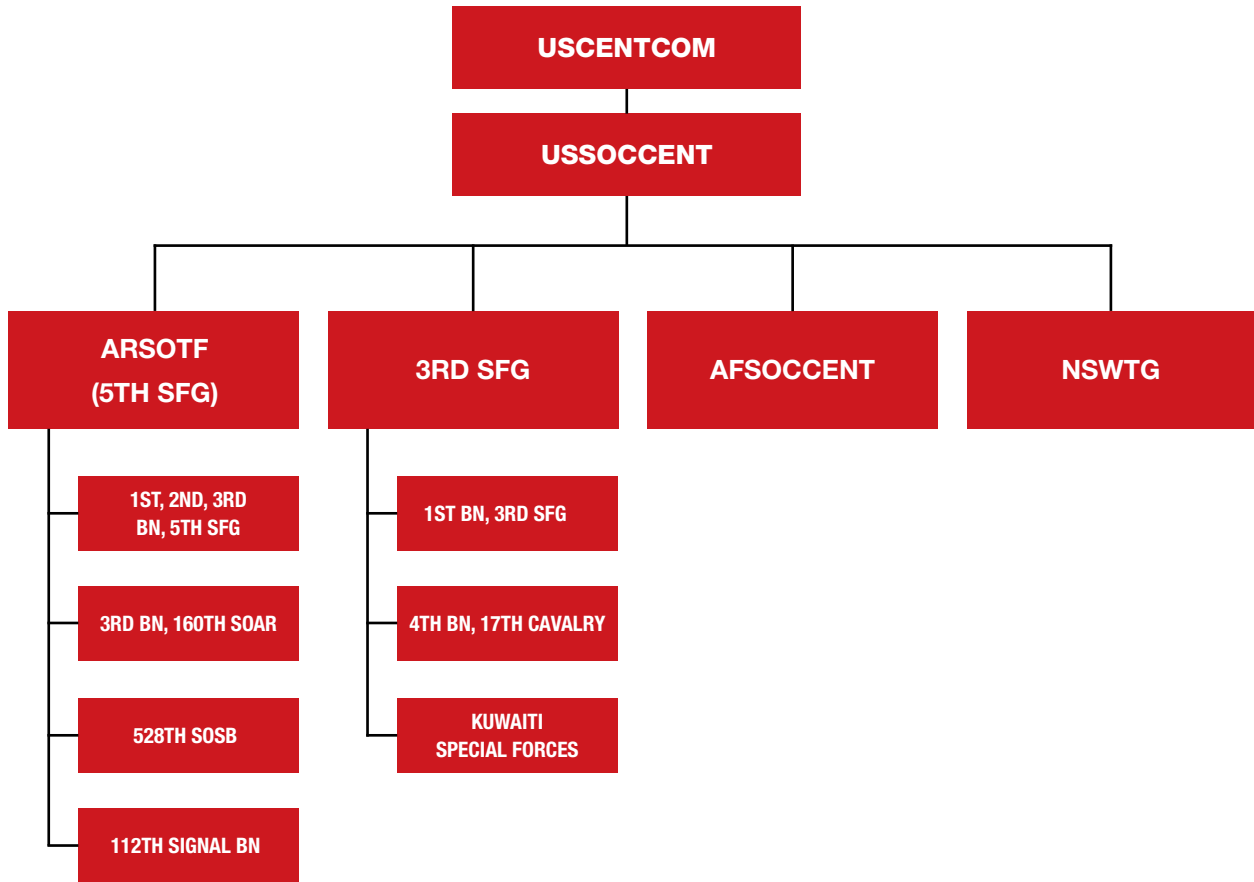 USCENTCOM
USSOCCENT
ARSOTF
(5TH SFG)
3RD SFG
AFSOCCENT
NSWTG
1ST, 2ND, 3RD
BN, 5TH SFG
3RD BN, 160TH SOAR
528TH SOSB
112TH SIGNAL BN
1ST BN, 3RD SFG
4TH BN, 17TH CAVALRY
KUWAITI
SPECIAL FORCES